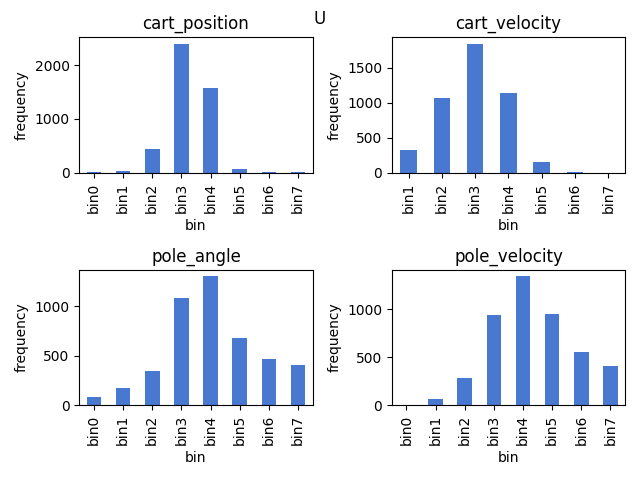 U
cart_position
frequency
2000
1000
0
bin0 bin1 bin2 bin3 bin4 bin5 bin6 bin7
bin
cart_velocity
frequency
1500
1000
500
0
bin1 bin2 bin3 bin4 bin5 bin6 bin7
bin
pole_angle
frequency
1000
500
0
bin0 bin1 bin2 bin3 bin4 bin5 bin6 bin7
bin
pole_velocity
frequency
1000
500
0
bin0 bin1 bin2 bin3 bin4 bin5 bin6 bin7
bin